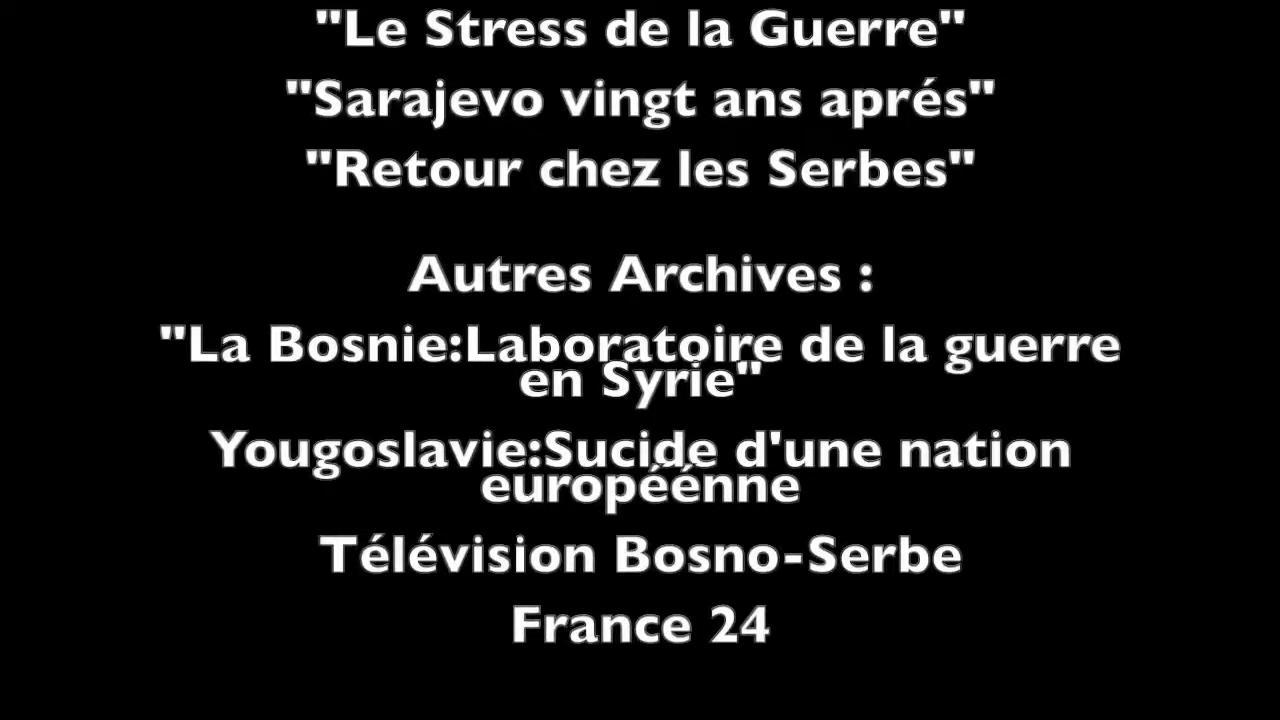 "Le Stress de la Guerre"
"Sarajevo vingt ans aprés"
"Retour chez les Serbes"
Autres Archives :
"La Bosnie:Laboratoire de la guerre
en Syrie"
Yougoslavie:Sucide d'une nation
européénne
Télévision Bosno-Serbe
France 24